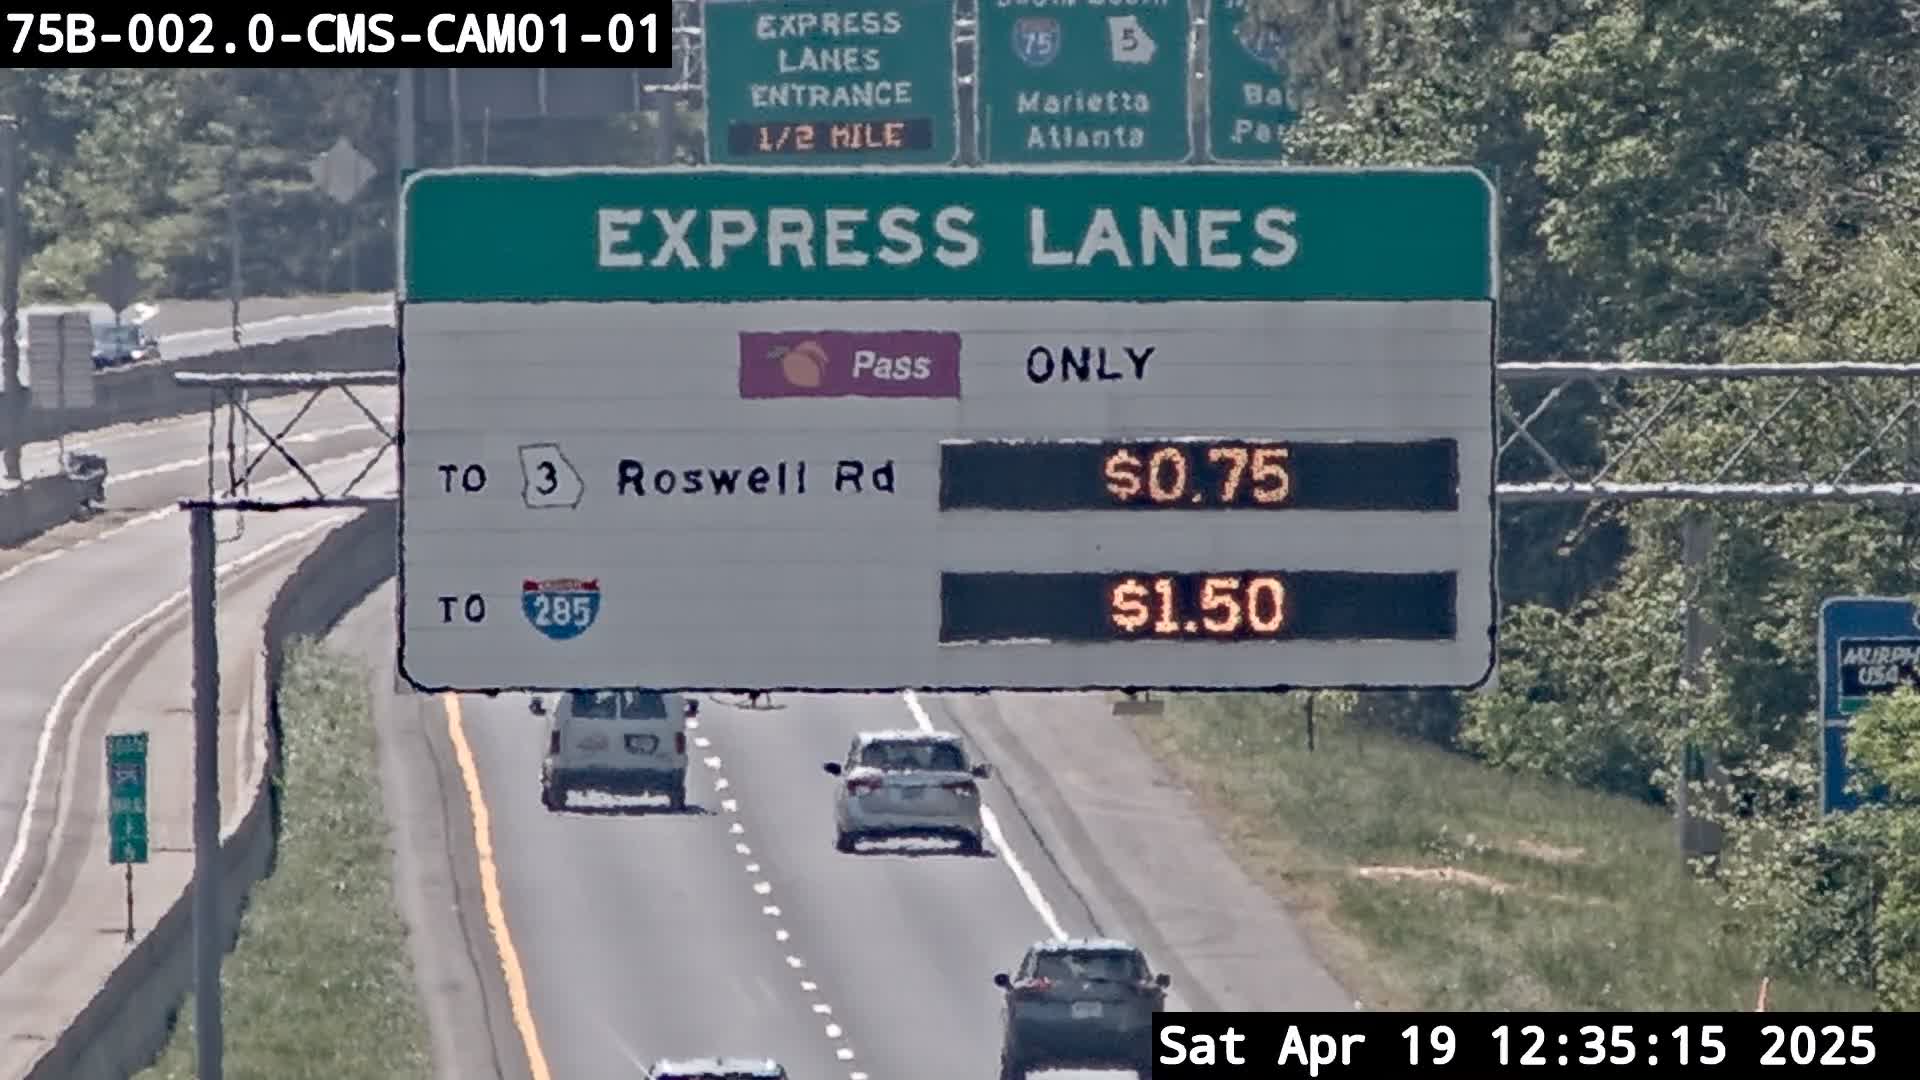 75B-002.0-CMS-CAM01-01
EXPRESS
LANES
ENTRANCE
1/2 MILE
75
5
Marietta
Atlanta
EXPRESS LANES
Pass ONLY
TO 3 Roswell Rd $0.75
TO 285 $1.50
Sat Apr 19 12:35:15 2025